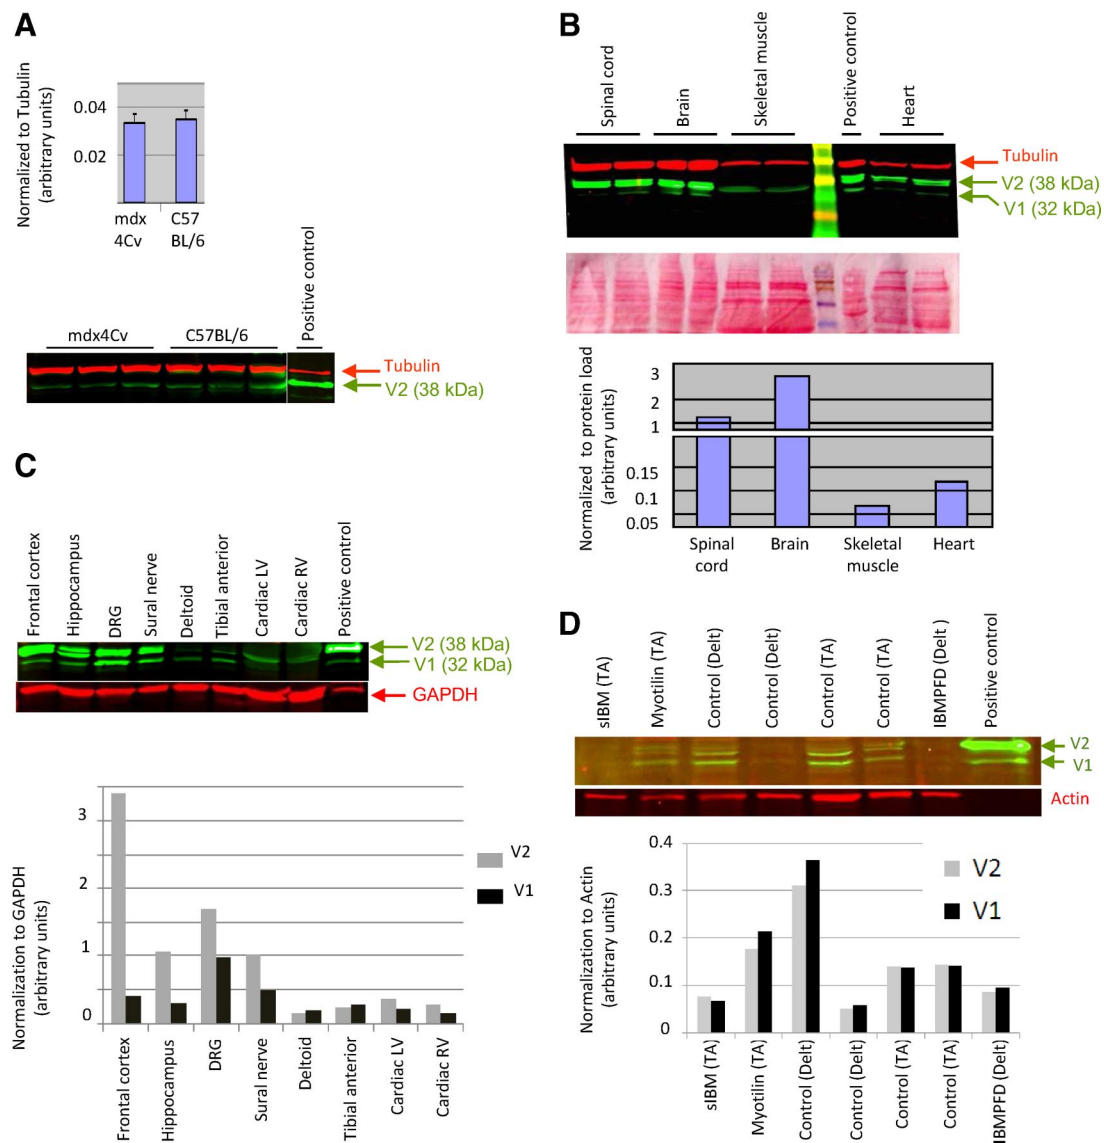 A
Normalized to Tubulin
(arbitrary units)
0.04
0.02
mdx
4Cv
C57
BL/6
mdx4Cv
C57BL/6
Positive control
Tubulin
V2 (38 kDa)
B
Spinal cord
Brain
Skeletal muscle
Positive control
Heart
Tubulin
V2 (38 kDa)
V1 (32 kDa)
Normalized to protein load
(arbitrary units)
3
2
1
0.15
0.1
0.05
Spinal
cord
Brain
Skeletal
muscle
Heart
C
Frontal cortex
Hippocampus
DRG
Sural nerve
Deltoid
Tibial anterior
Cardiac LV
Cardiac RV
Positive control
V2 (38 kDa)
V1 (32 kDa)
GAPDH
Normalization to GAPDH
(arbitrary units)
3
2
1
0
V2
V1
Frontal cortex
Hippocampus
DRG
Sural nerve
Deltoid
Tibial anterior
Cardiac LV
Cardiac RV
D
sIBM (TA)
Myotilin (TA)
Control (Delt)
Control (Delt)
Control (TA)
Control (TA)
IBMPFD (Delt )
Positive control
V2
V1
Actin
Normalization to Actin
(arbitrary units)
0.4
0.3
0.2
0.1
0
V2
V1
sIBM (TA)
Myotilin (TA)
Control (Delt)
Control (Delt)
Control (TA)
Control (TA)
IBMPFD (Delt)